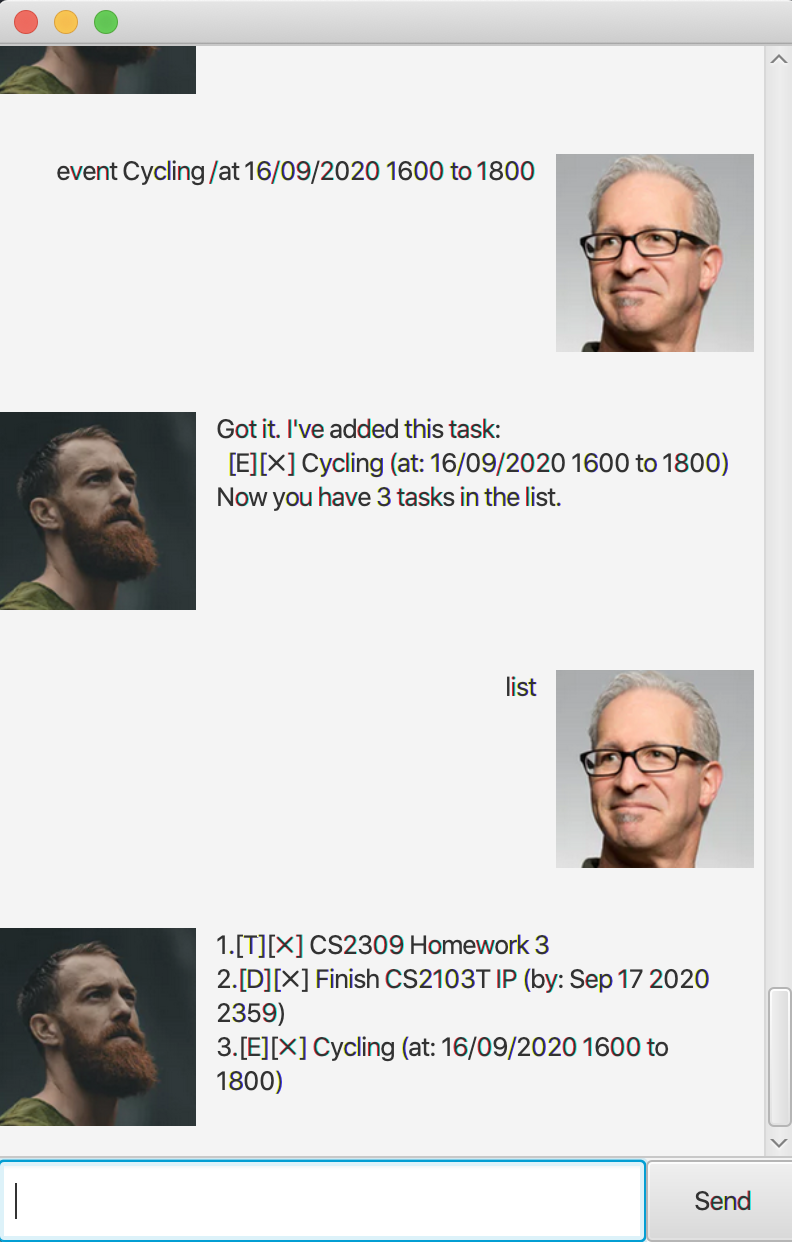 event Cycling /at 16/09/2020 1600 to 1800
Got it. I've added this task:
[E][✕] Cycling (at: 16/09/2020 1600 to 1800)
Now you have 3 tasks in the list.
list
1.[T][✕] CS2309 Homework 3
2.[D][✕] Finish CS2103T IP (by: Sep 17 2020
2359)
3.[E][✕] Cycling (at: 16/09/2020 1600 to
1800)
Send